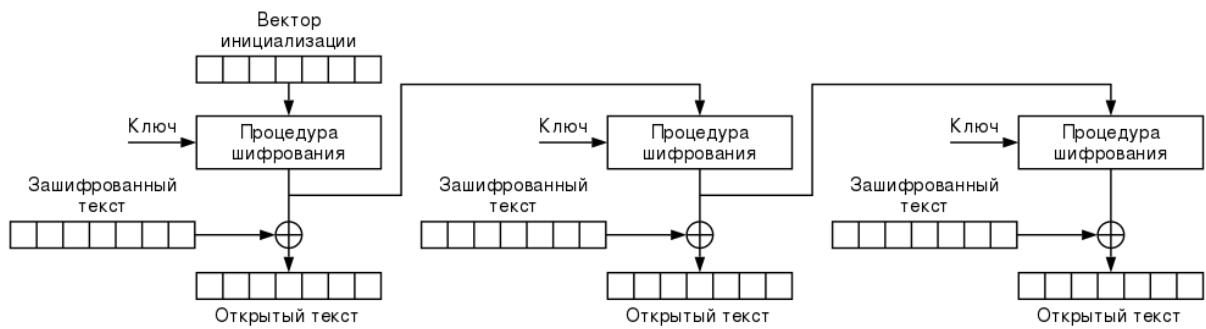 Вектор
инициализации
Ключ
Процедура
шифрования
Ключ
Процедура
шифрования
Ключ
Процедура
шифрования
Зашифрованный
текст
Зашифрованный
текст
Зашифрованный
текст
Открытый текст
Открытый текст
Открытый текст